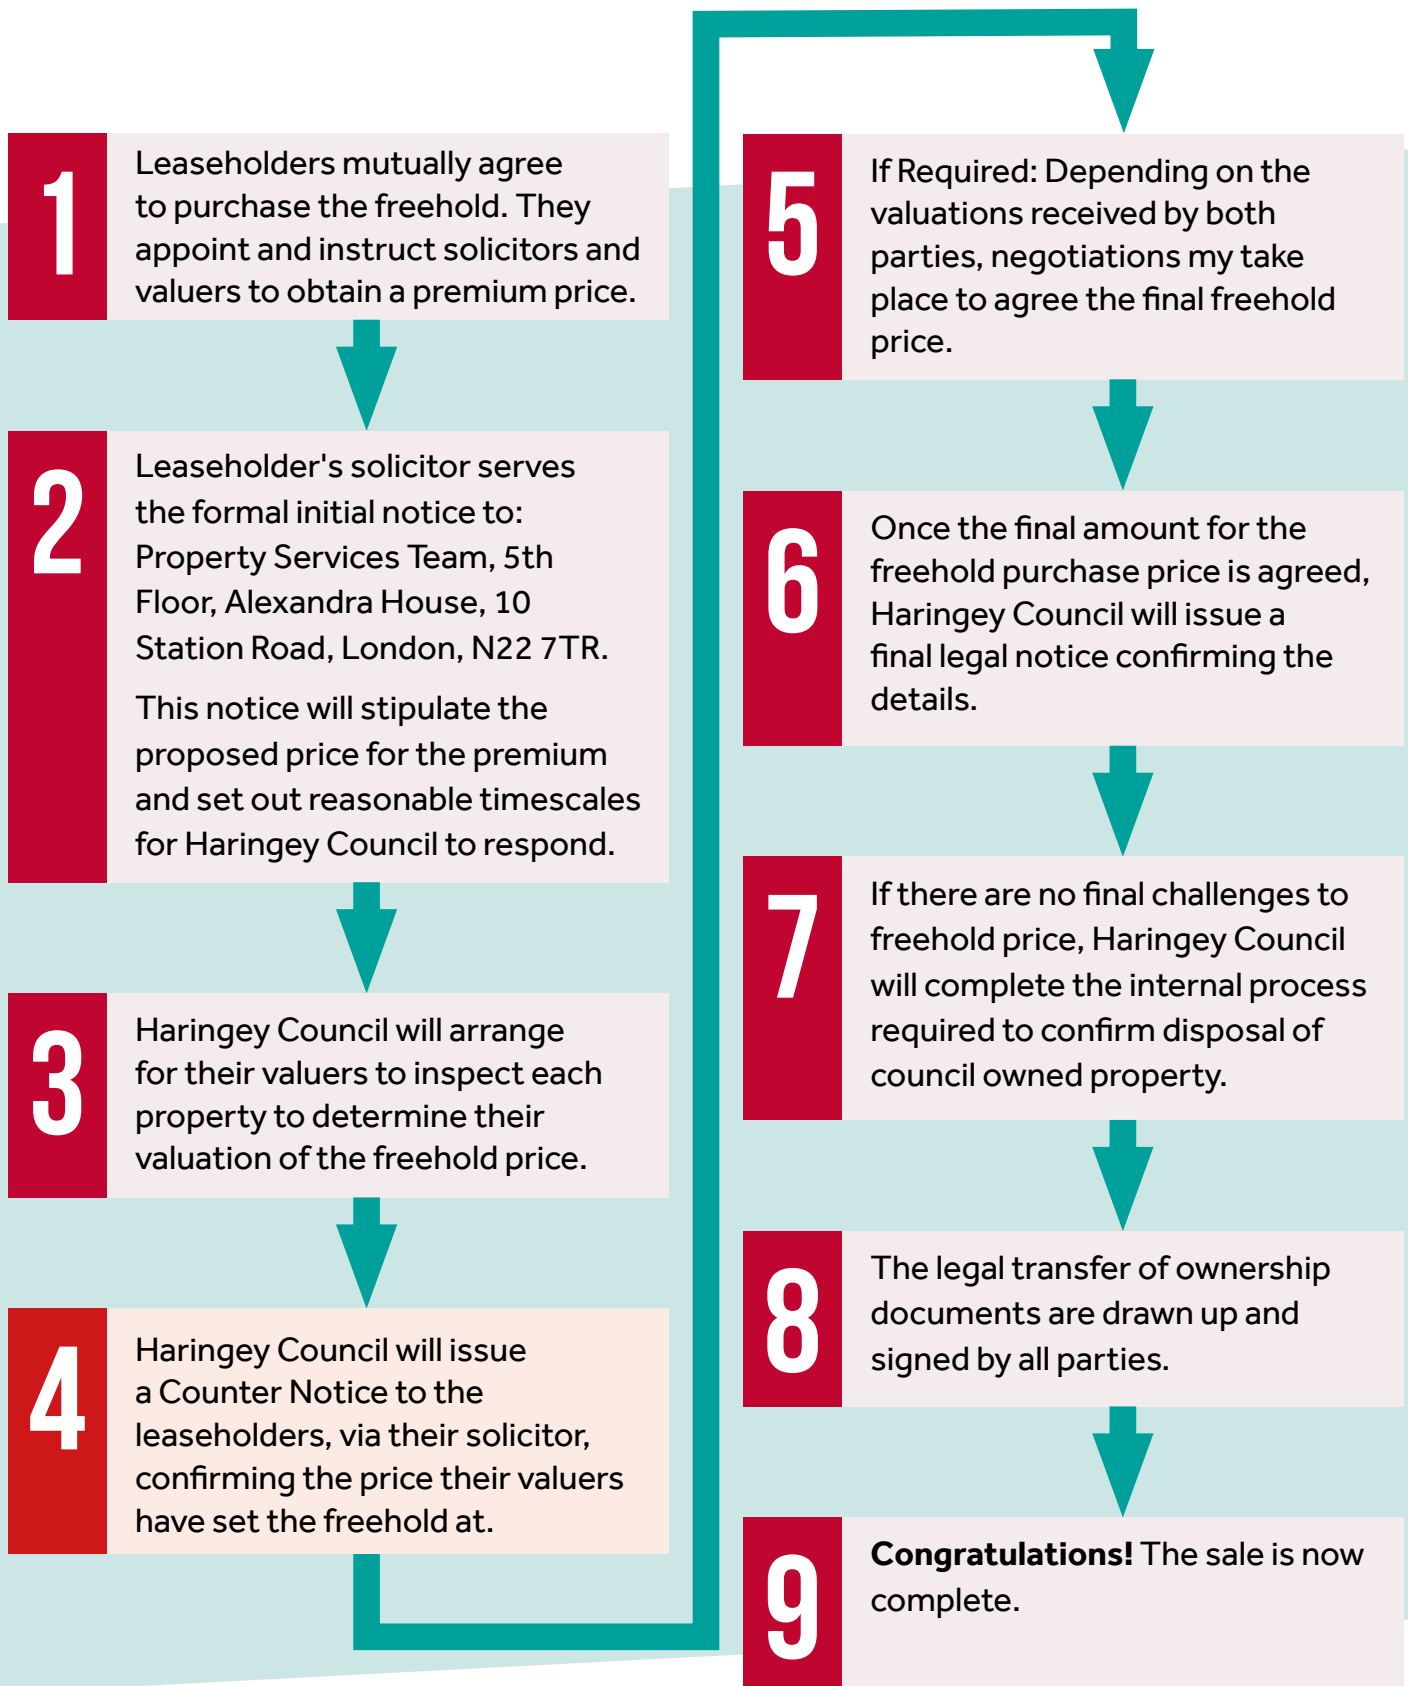 1
Leaseholders mutually agree
to purchase the freehold. They
appoint and instruct solicitors and
valuers to obtain a premium price.
2
Leaseholder's solicitor serves
the formal initial notice to:
Property Services Team, 5th
Floor, Alexandra House, 10
Station Road, London, N22 7TR.
This notice will stipulate the
proposed price for the premium
and set out reasonable timescales
for Haringey Council to respond.
3
Haringey Council will arrange
for their valuers to inspect each
property to determine their
valuation of the freehold price.
4
Haringey Council will issue
a Counter Notice to the
leaseholders, via their solicitor,
confirming the price their valuers
have set the freehold at.
5
If Required: Depending on the
valuations received by both
parties, negotiations my take
place to agree the final freehold
price.
6
Once the final amount for the
freehold purchase price is agreed,
Haringey Council will issue a
final legal notice confirming the
details.
7
If there are no final challenges to
freehold price, Haringey Council
will complete the internal process
required to confirm disposal of
council owned property.
8
The legal transfer of ownership
documents are drawn up and
signed by all parties.
9
Congratulations! The sale is now
complete.